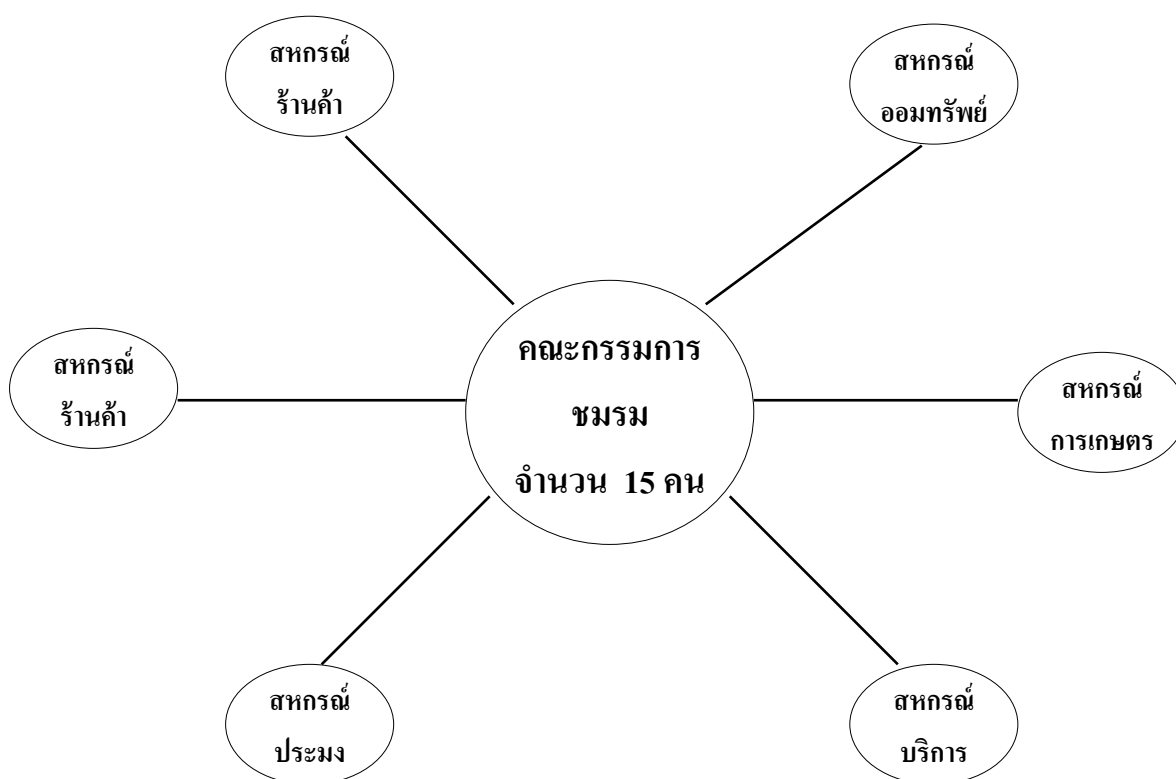 สหกรณ์
ร้านค้า
สหกรณ์
ออมทรัพย์
คณะกรรมการ
ชมรม
จำนวน 15 คน
สหกรณ์
ร้านค้า
สหกรณ์
การเกษตร
สหกรณ์
ประมง
สหกรณ์
บริการ